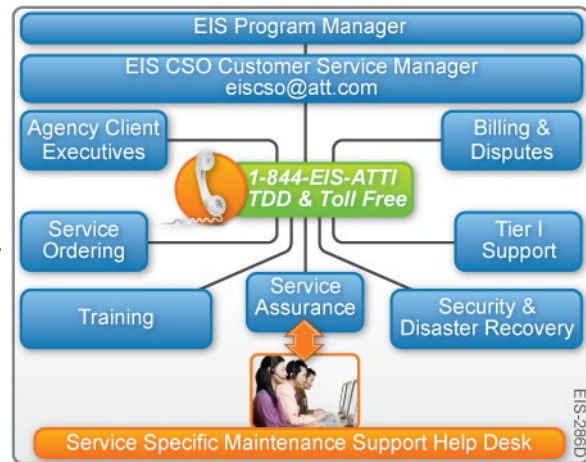 EIS Program Manager
EIS CSO Customer Service Manager
eiscso@att.com
Agency Client
Executives
Billing &
Disputes
1-844-EIS-ATTI
TDD & Toll Free
Service
Ordering
Tier I
Support
Training
Service
Assurance
Security &
Disaster Recovery
Service Specific Maintenance Support Help Desk